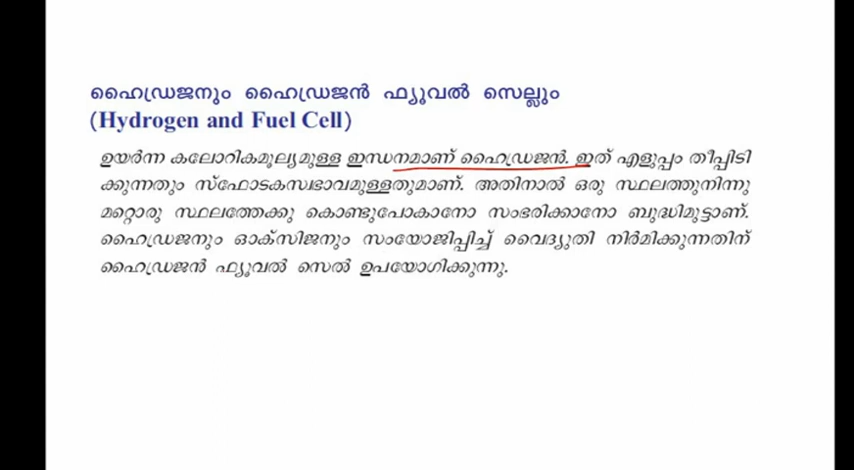 ഹൈഡ്രജനും ഹൈഡ്രജൻ ഫ്യൂവൽ സെല്ലും
(Hydrogen and Fuel Cell)
ഉയർന്ന കലോറികമൂല്യമുള്ള ഇന്ധനമാണ് ഹൈഡ്രജൻ. ഇത് എളുപ്പം തീപ്പിടി
ക്കുന്നതും സ്ഫോടകസ്വഭാവമുള്ളതുമാണ്. അതിനാൽ ഒരു സ്ഥലത്തുനിന്നു
മറ്റൊരു സ്ഥലത്തേക്കു കൊണ്ടുപോകാനോ സംഭരിക്കാനോ ബുദ്ധിമുട്ടാണ്.
ഹൈഡ്രജനും ഓക്സിജനും സംയോജിപ്പിച്ച് വൈദ്യുതി നിർമിക്കുന്നതിന്
ഹൈഡ്രജൻ ഫ്യൂവൽ സെൽ ഉപയോഗിക്കുന്നു.